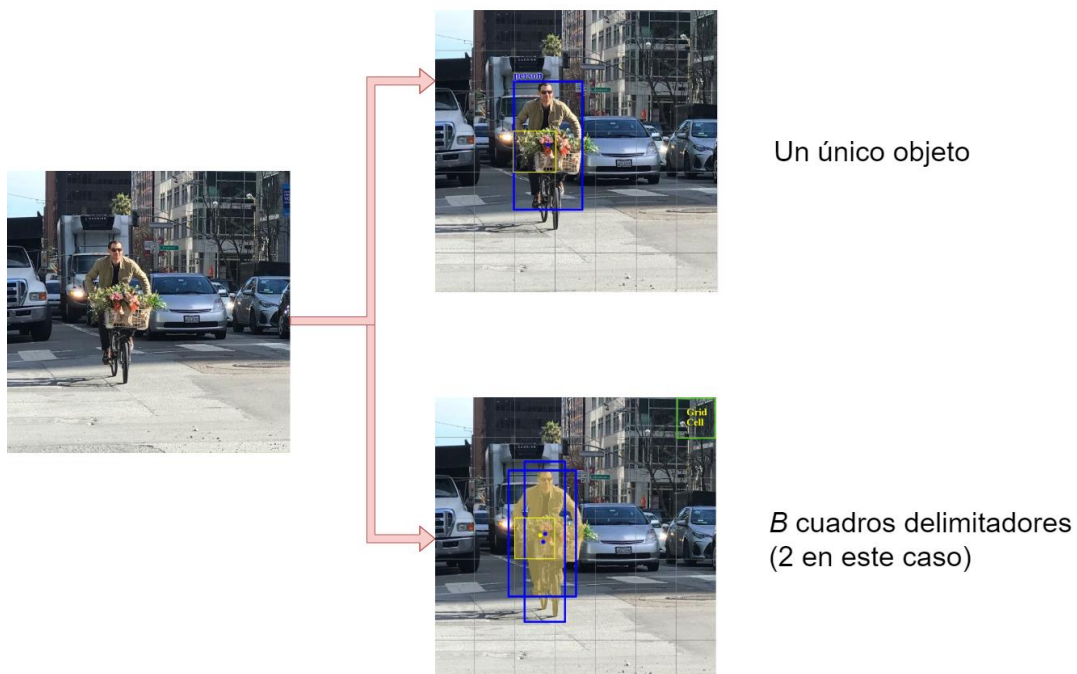 person
Un único objeto
Grid
Cell
B cuadros delimitadores
(2 en este caso)